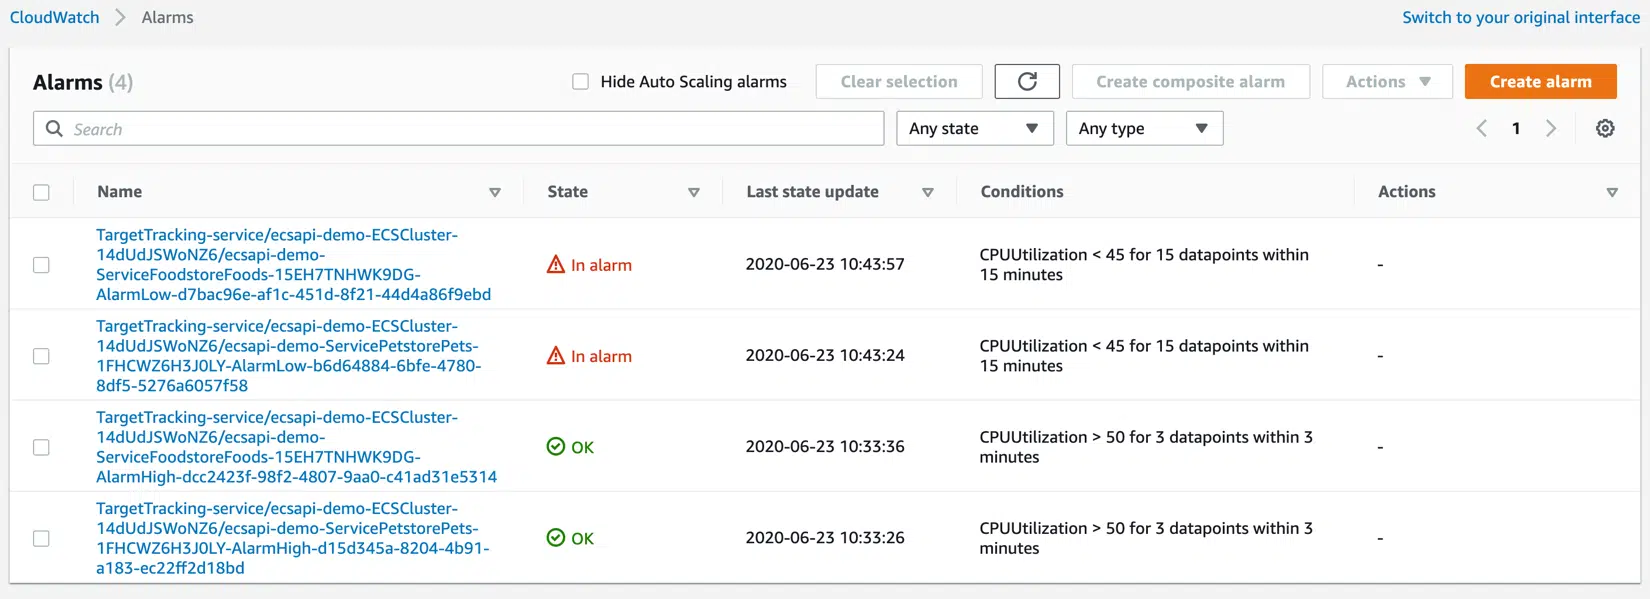 CloudWatch Alarms Switch to your original interface
Alarms (4) Hide Auto Scaling alarms Clear selection Create composite alarm Actions Create alarm
Search Any state Any type 1
Name State Last state update Conditions Actions
TargetTracking-service/ecsapi-demo-ECSCluster-
14dUdJSWoNZ6/ecsapi-demo-
ServiceFoodstoreFoods-15EH7TNHWK9DG-
AlarmLow-d7bac96e-af1c-451d-8f21-44d4a86f9ebd
In alarm
2020-06-23 10:43:57
CPUUtilization < 45 for 15 datapoints within
15 minutes
-
TargetTracking-service/ecsapi-demo-ECSCluster-
14dUdJSWoNZ6/ecsapi-demo-ServicePetstorePets-
1FHCWZ6H3J0LY-AlarmLow-b6d64884-6bfe-4780-
8df5-5276a6057f58
In alarm
2020-06-23 10:43:24
CPUUtilization < 45 for 15 datapoints within
15 minutes
-
TargetTracking-service/ecsapi-demo-ECSCluster-
14dUdJSWoNZ6/ecsapi-demo-
ServiceFoodstoreFoods-15EH7TNHWK9DG-
AlarmHigh-dcc2423f-98f2-4807-9aa0-c41ad31e5314
OK
2020-06-23 10:33:36
CPUUtilization > 50 for 3 datapoints within 3
minutes
-
TargetTracking-service/ecsapi-demo-ECSCluster-
14dUdJSWoNZ6/ecsapi-demo-ServicePetstorePets-
1FHCWZ6H3J0LY-AlarmHigh-d15d345a-8204-4b91-
a183-ec22ff2d18bd
OK
2020-06-23 10:33:26
CPUUtilization > 50 for 3 datapoints within 3
minutes
-